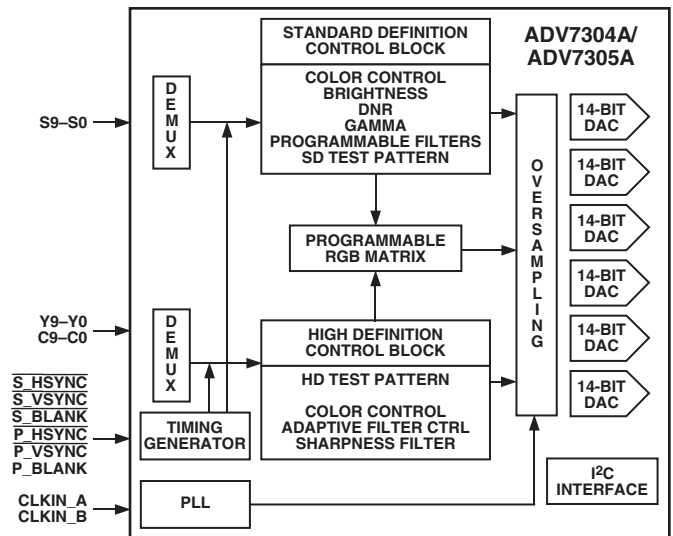 ADV7304A/
ADV7305A
STANDARD DEFINITION
CONTROL BLOCK
COLOR CONTROL
BRIGHTNESS
DNR
GAMMA
PROGRAMMABLE FILTERS
SD TEST PATTERN
DEMUX
S9–S0
PROGRAMMABLE
RGB MATRIX
OVERSAMPLING
14-BIT
DAC
14-BIT
DAC
14-BIT
DAC
14-BIT
DAC
14-BIT
DAC
14-BIT
DAC
Y9–Y0
C9–C0
DEMUX
HIGH DEFINITION
CONTROL BLOCK
HD TEST PATTERN
COLOR CONTROL
ADAPTIVE FILTER CTRL
SHARPNESS FILTER
S_HSYNC
S_VSYNC
S_BLANK
P_HSYNC
P_VSYNC
P_BLANK
TIMING
GENERATOR
CLKIN_A
CLKIN_B
PLL
I²C
INTERFACE